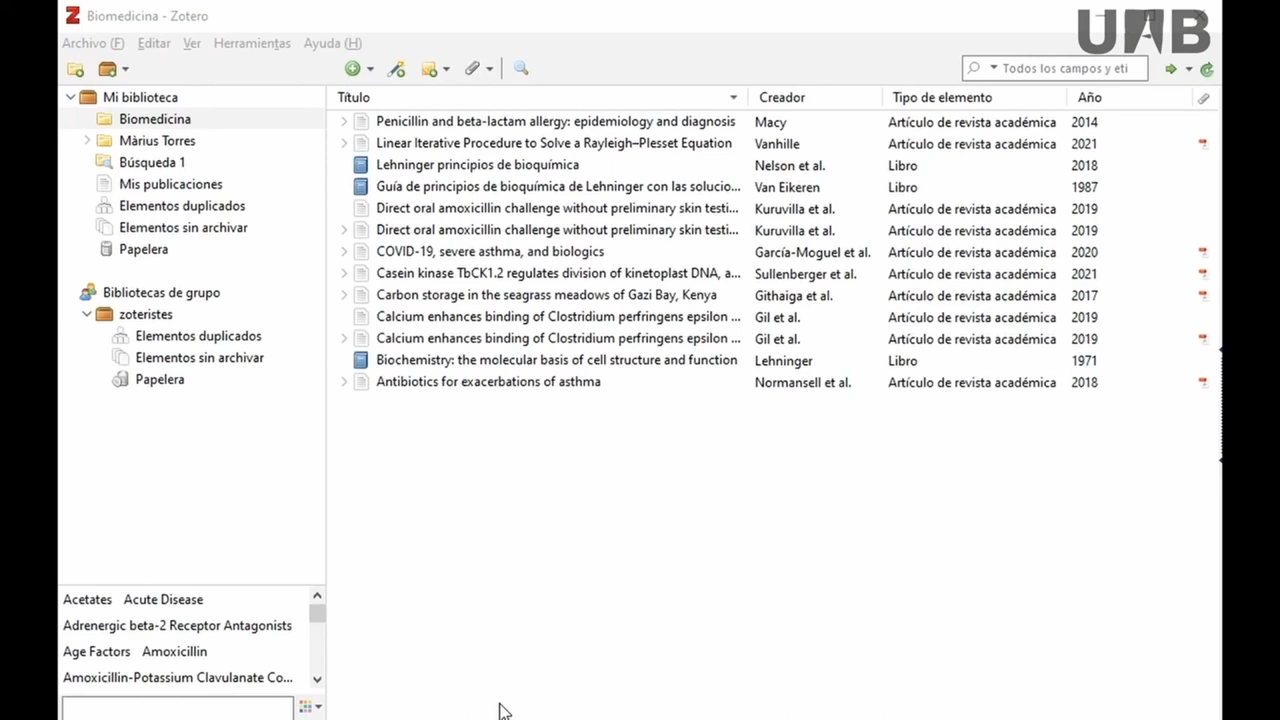 Biomedicina - Zotero
UAB
Archivo (F) Editar Ver Herramientas Ayuda (H)
Todos los campos y eti
Mi biblioteca
Biomedicina
Màrius Torres
Búsqueda 1
Mis publicaciones
Elementos duplicados
Elementos sin archivar
Papelera
Bibliotecas de grupo
zoteristes
Elementos duplicados
Elementos sin archivar
Papelera
Acetates Acute Disease
Adrenergic beta-2 Receptor Antagonists
Age Factors Amoxicillin
Amoxicillin-Potassium Clavulanate Co...
Título Creador Tipo de elemento Año
Penicillin and beta-lactam allergy: epidemiology and diagnosis Macy Artículo de revista académica 2014
Linear Iterative Procedure to Solve a Rayleigh–Plesset Equation Vanhille Artículo de revista académica 2021
Lehninger principios de bioquímica Nelson et al. Libro 2018
Guía de principios de bioquímica de Lehninger con las solucio... Van Eikeren Libro 1987
Direct oral amoxicillin challenge without preliminary skin testi... Kuruvilla et al. Artículo de revista académica 2019
Direct oral amoxicillin challenge without preliminary skin testi... Kuruvilla et al. Artículo de revista académica 2019
COVID-19, severe asthma, and biologics García-Moguel et al. Artículo de revista académica 2020
Casein kinase TbCK1.2 regulates division of kinetoplast DNA, a... Sullenberger et al. Artículo de revista académica 2021
Carbon storage in the seagrass meadows of Gazi Bay, Kenya Githaiga et al. Artículo de revista académica 2017
Calcium enhances binding of Clostridium perfringens epsilon ... Gil et al. Artículo de revista académica 2019
Calcium enhances binding of Clostridium perfringens epsilon ... Gil et al. Artículo de revista académica 2019
Biochemistry: the molecular basis of cell structure and function Lehninger Libro 1971
Antibiotics for exacerbations of asthma Normansell et al. Artículo de revista académica 2018